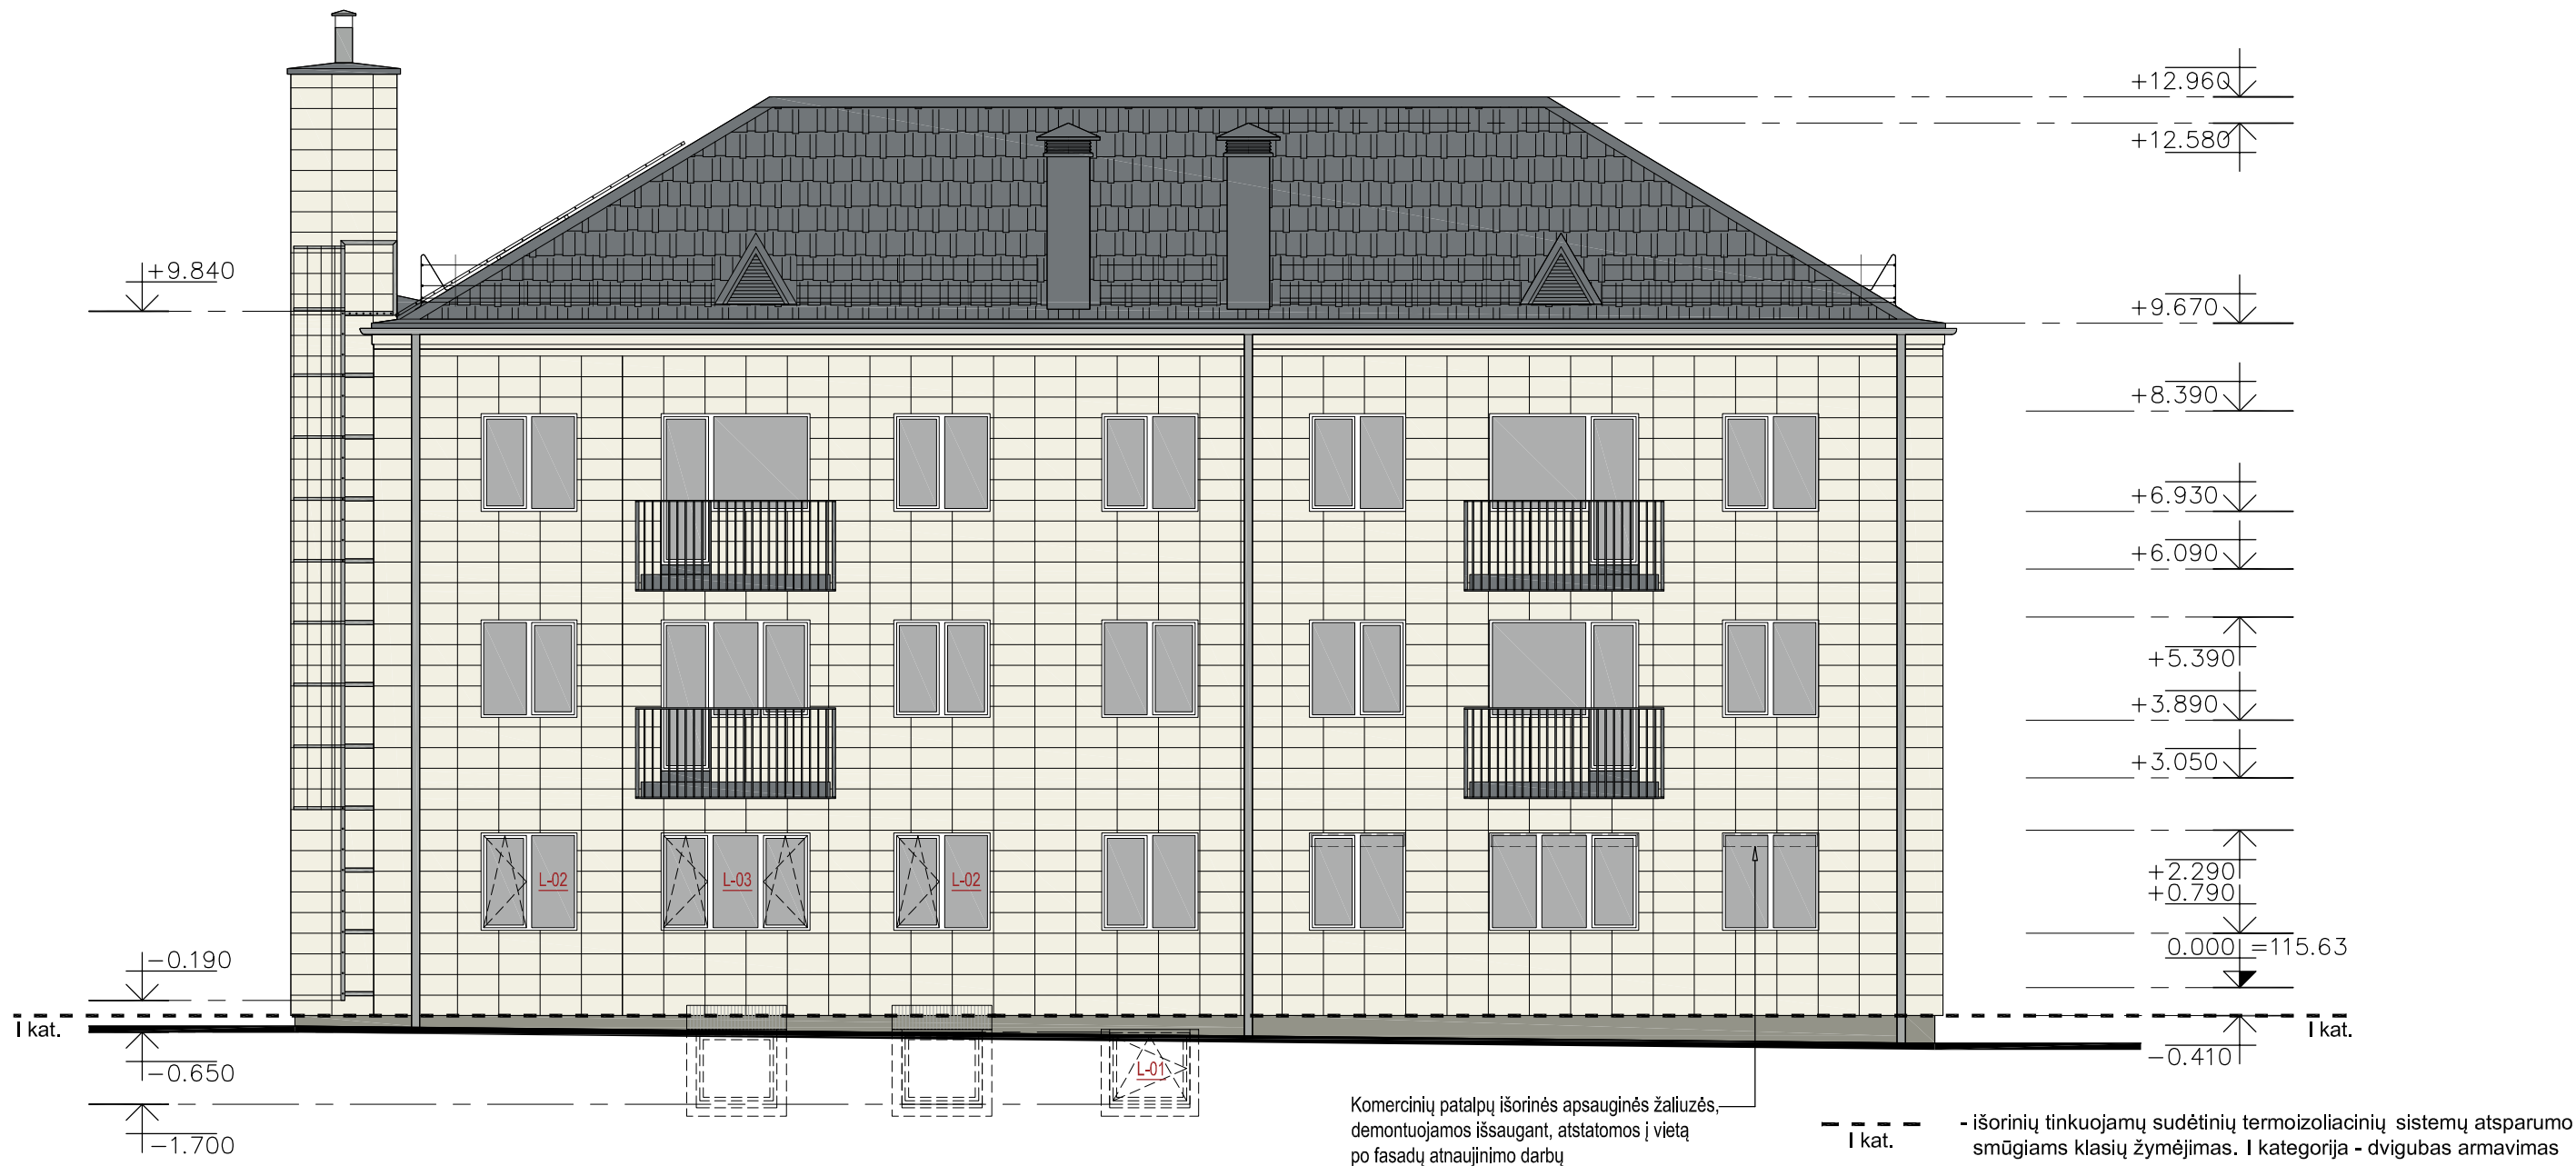 +12.960
+12.580
+9.840
+9.670
+8.390
+6.930
+6.090
+5.390
+3.890
+3.050
L-02
L-03
L-02
+2.290
+0.790
-0.190
0.000 =115.63
I kat.
I kat.
-0.650
L-01
-0.410
-1.700
Komercinių patalpų išorinės apsauginės žaliuzės,
demontuojamos išsaugant, atstatomos į vietą
po fasadų atnaujinimo darbų
I kat.
- išorinių tinkuojamų sudėtinių termoizoliacinių sistemų atsparumo
smūgiams klasių žymėjimas. I kategorija - dvigubas armavimas